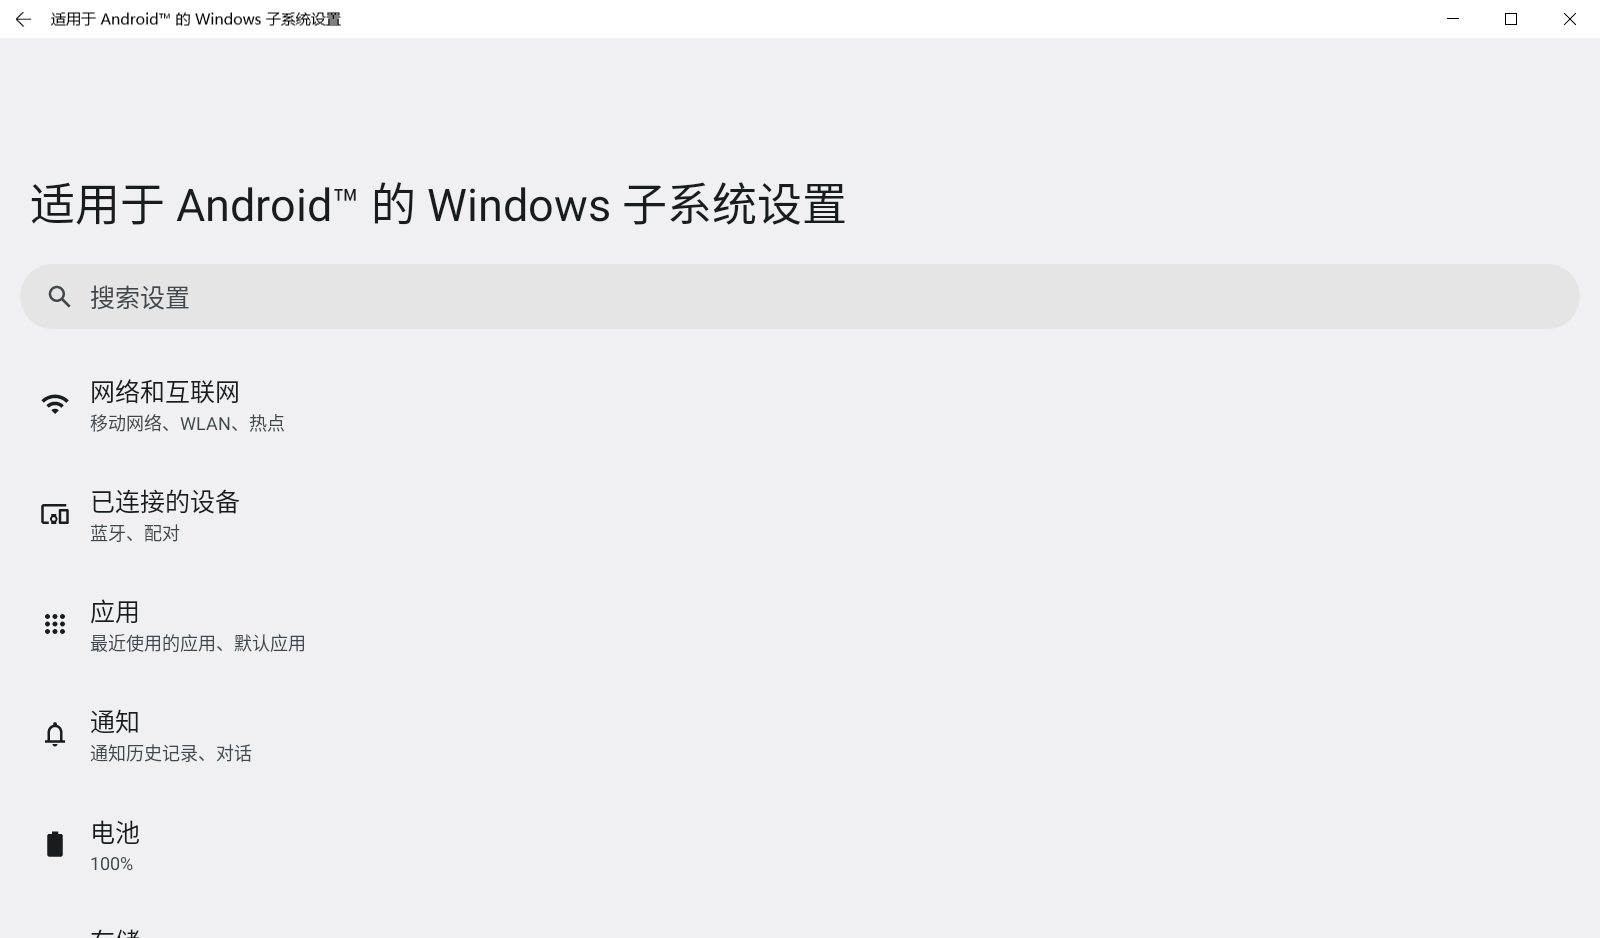 适用于 Android™ 的 Windows 子系统设置
适用于 Android™ 的 Windows 子系统设置
搜索设置
网络和互联网
移动网络、WLAN、热点
已连接的设备
蓝牙、配对
应用
最近使用的应用、默认应用
通知
通知历史记录、对话
电池
100%
存储